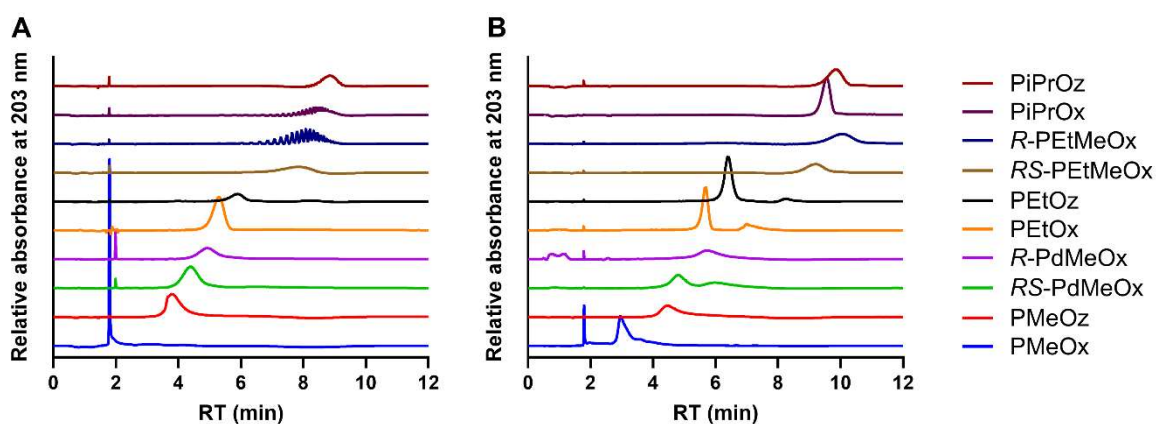 A
B
Relative absorbance at 203 nm
0 2 4 6 8 10 12
RT (min)
Relative absorbance at 203 nm
0 2 4 6 8 10 12
RT (min)
PiPrOz
PiPrOx
R-PEtMeOx
RS-PEtMeOx
PEtOz
PEtOx
R-PdMeOx
RS-PdMeOx
PMeOz
PMeOx